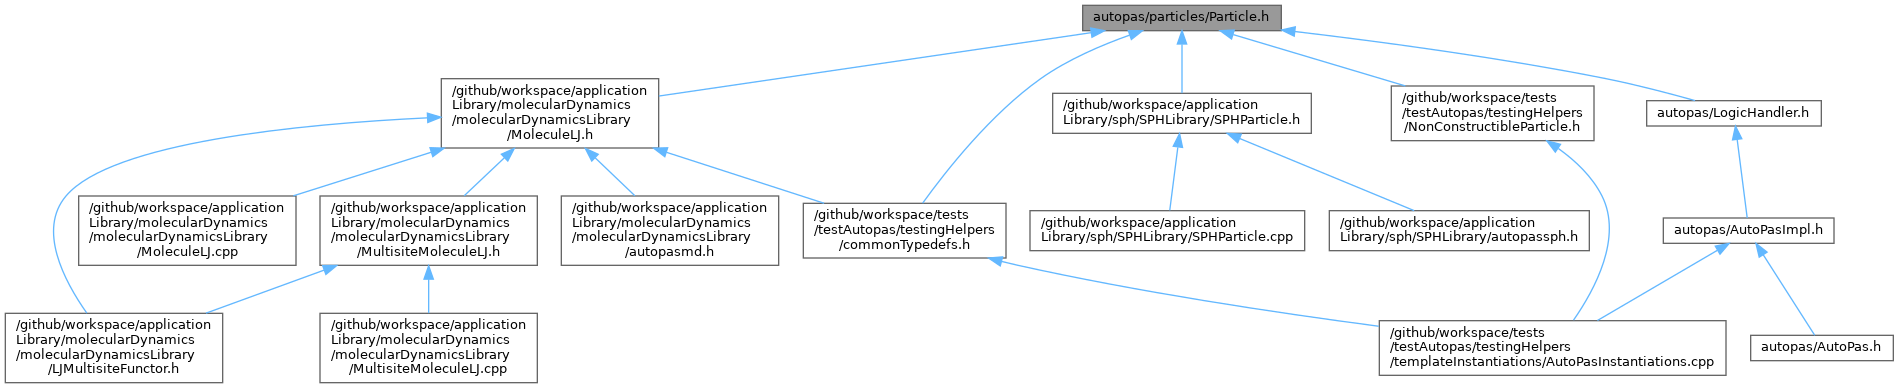 autopas/particles/Particle.h
/github/workspace/application
Library/molecularDynamics
/molecularDynamicsLibrary
/MoleculeLJ.h
/github/workspace/application
Library/sph/SPHLibrary/SPHParticle.h
/github/workspace/tests
/testAutopas/testingHelpers
/NonConstructibleParticle.h
autopas/LogicHandler.h
/github/workspace/application
Library/molecularDynamics
/molecularDynamicsLibrary
/MoleculeLJ.cpp
/github/workspace/application
Library/molecularDynamics
/molecularDynamicsLibrary
/MultisiteMoleculeLJ.h
/github/workspace/application
Library/molecularDynamics
/molecularDynamicsLibrary
/autopasmd.h
/github/workspace/tests
/testAutopas/testingHelpers
/commonTypedefs.h
/github/workspace/application
Library/sph/SPHLibrary/SPHParticle.cpp
/github/workspace/application
Library/sph/SPHLibrary/autopassph.h
autopas/AutoPasImpl.h
/github/workspace/application
Library/molecularDynamics
/molecularDynamicsLibrary
/LJMultisiteFunctor.h
/github/workspace/application
Library/molecularDynamics
/molecularDynamicsLibrary
/MultisiteMoleculeLJ.cpp
/github/workspace/tests
/testAutopas/testingHelpers
/templateInstantiations/AutoPasInstantiations.cpp
autopas/AutoPas.h